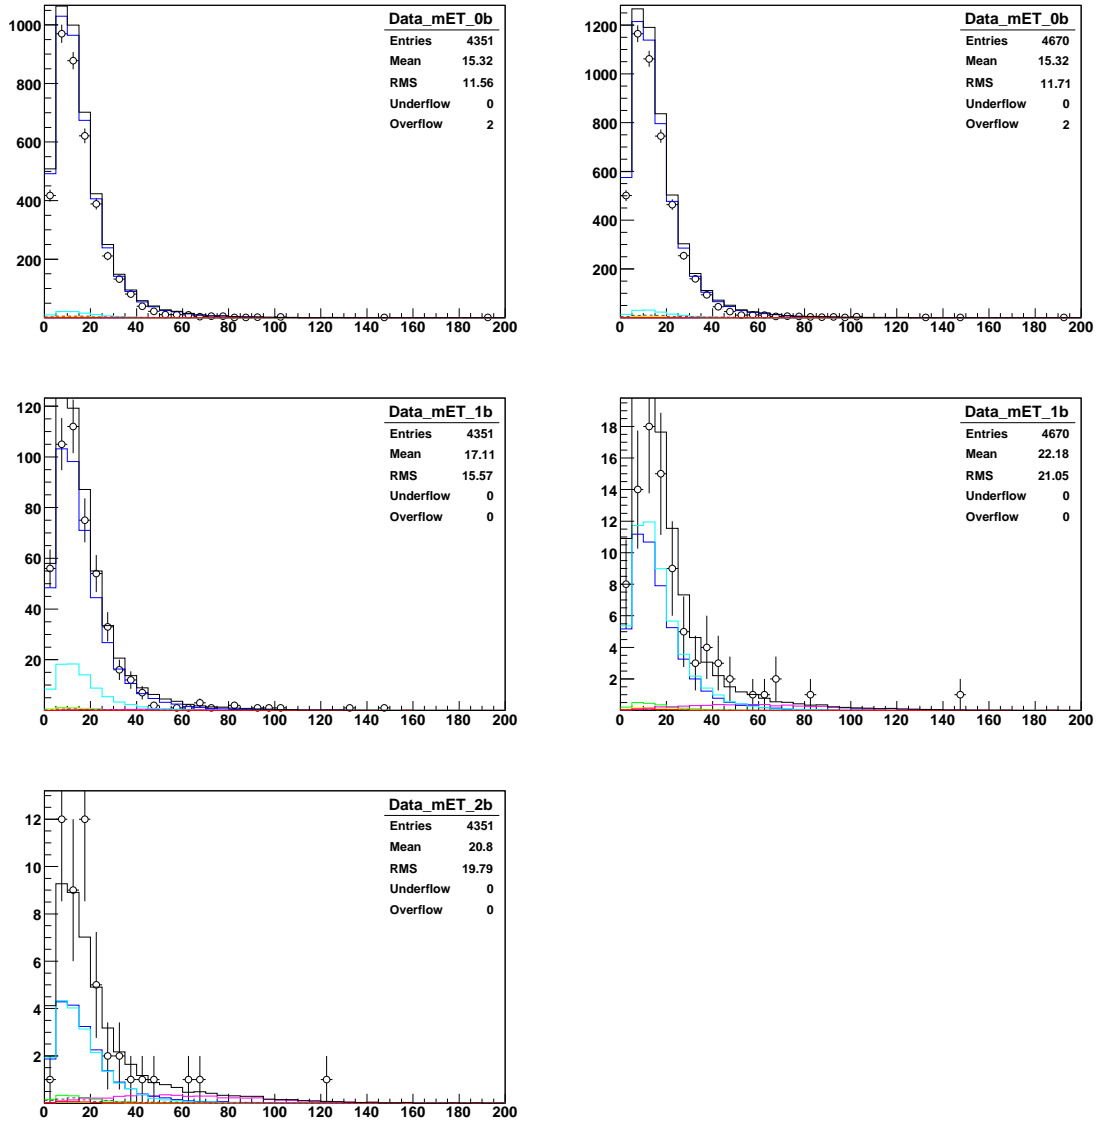 Data_mET_0b
Entries 4351
Mean 15.32
RMS 11.56
Underflow 0
Overflow 2
1000
800
600
400
200
0 20 40 60 80 100 120 140 160 180 200
Data_mET_0b
Entries 4670
Mean 15.32
RMS 11.71
Underflow 0
Overflow 2
1200
1000
800
600
400
200
0 20 40 60 80 100 120 140 160 180 200
Data_mET_1b
Entries 4351
Mean 17.11
RMS 15.57
Underflow 0
Overflow 0
120
100
80
60
40
20
0 20 40 60 80 100 120 140 160 180 200
Data_mET_1b
Entries 4670
Mean 22.18
RMS 21.05
Underflow 0
Overflow 0
18
16
14
12
10
8
6
4
2
0 20 40 60 80 100 120 140 160 180 200
Data_mET_2b
Entries 4351
Mean 20.8
RMS 19.79
Underflow 0
Overflow 0
12
10
8
6
4
2
0 20 40 60 80 100 120 140 160 180 200